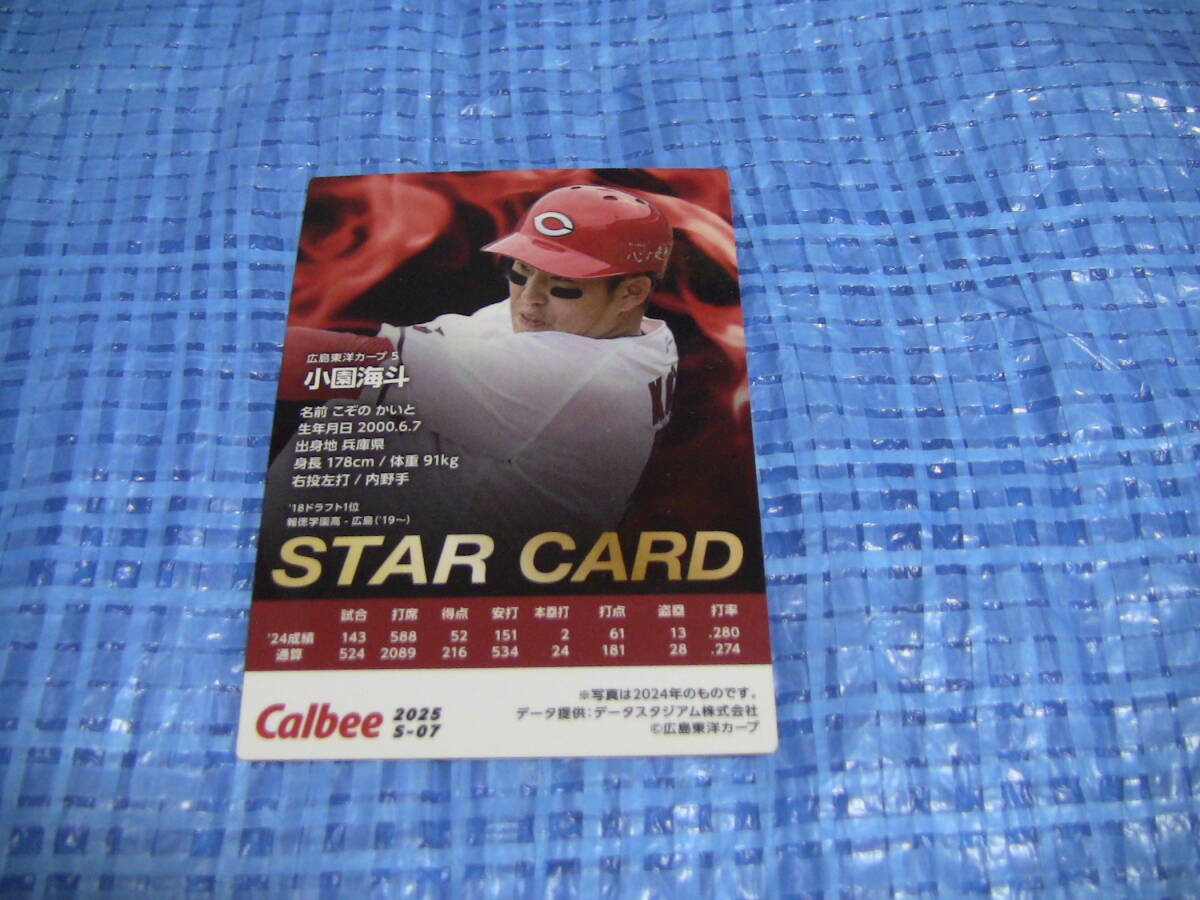 C
広島東洋カープ 5
小園海斗
名前 こぞの かいと
生年月日 2000.6.7
出身地 兵庫県
身長 178cm / 体重 91kg
右投左打 / 内野手
'18ドラフト1位
報徳学園高 - 広島('19〜)
STAR CARD
試合 打席 得点 安打 本塁打 打点 盗塁 打率
'24成績 143 588 52 151 2 61 13 .280
通算 524 2089 216 534 24 181 28 .274
Calbee 2025 S-07
※写真は2024年のものです。
データ提供：データスタジアム株式会社
©広島東洋カープ